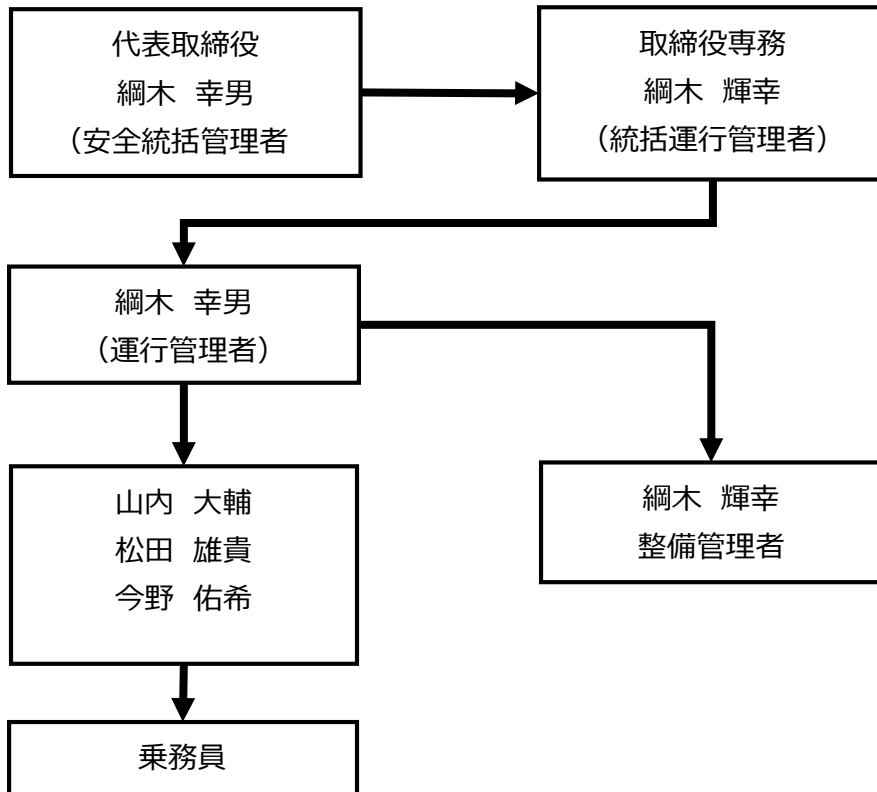 代表取締役
綱木 幸男
（安全統括管理者
取締役専務
綱木 輝幸
（統括運行管理者）
綱木 幸男
（運行管理者）
山内 大輔
松田 雄貴
今野 佑希
綱木 輝幸
整備管理者
乗務員